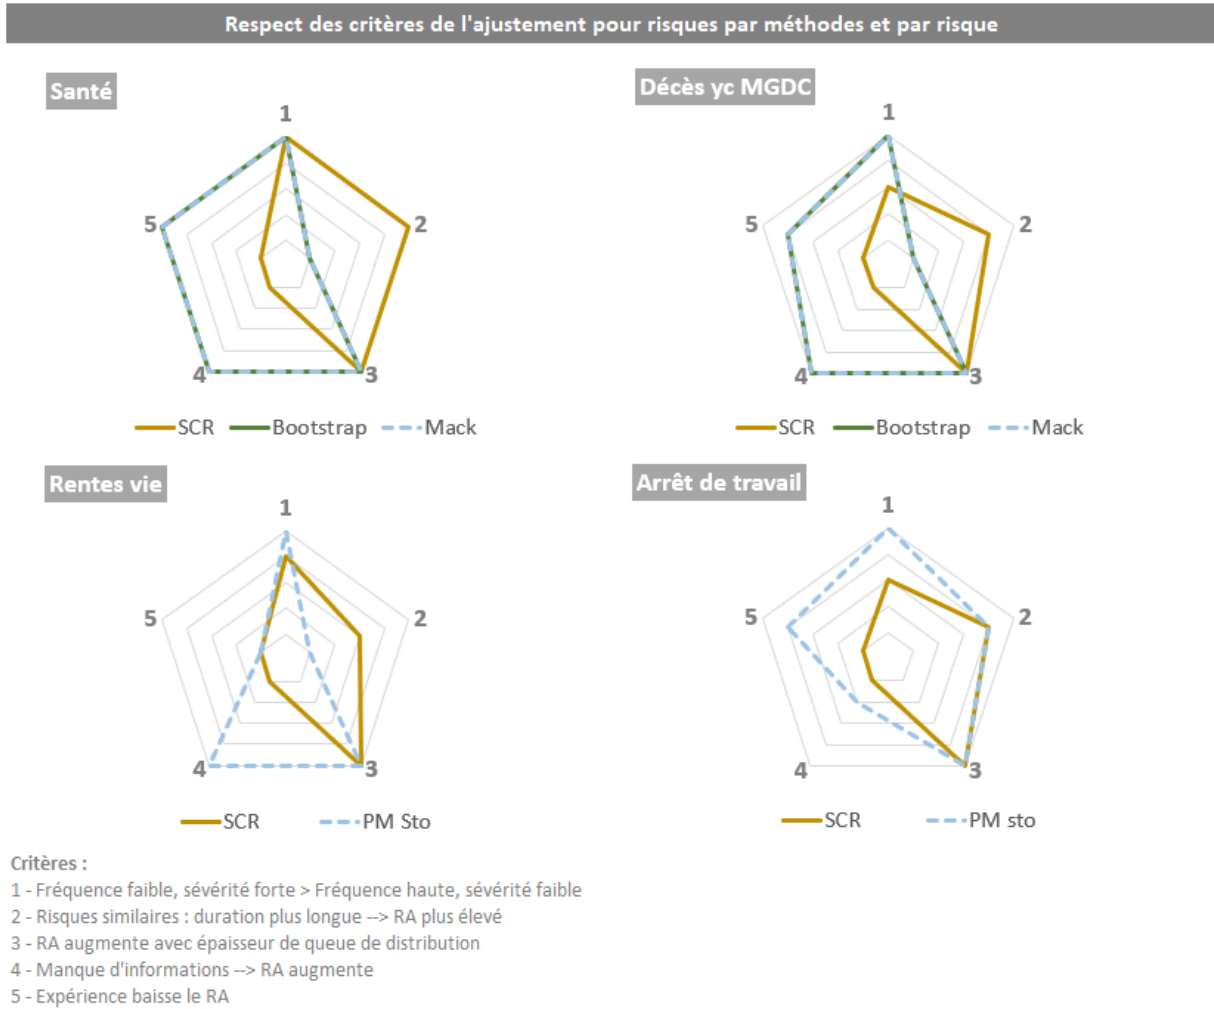 Respect des critères de l'ajustement pour risques par méthodes et par risque
Santé
1
2
3
4
5
SCR Bootstrap Mack
Décès yc MGDC
1
2
3
4
5
SCR Bootstrap Mack
Rentes vie
1
2
3
4
5
SCR PM Sto
Arrêt de travail
1
2
3
4
5
SCR PM sto
Critères :
1 - Fréquence faible, sévérité forte > Fréquence haute, sévérité faible
2 - Risques similaires : duration plus longue --> RA plus élevé
3 - RA augmente avec épaisseur de queue de distribution
4 - Manque d'informations --> RA augmente
5 - Expérience baisse le RA